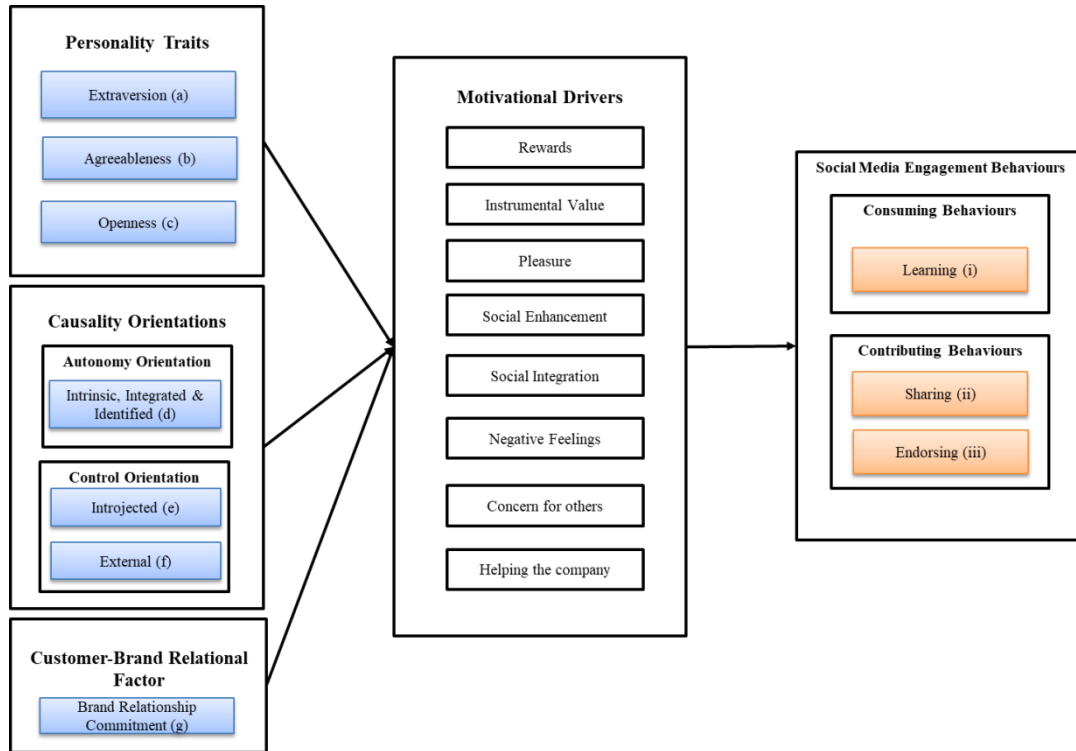 Personality Traits
Extraversion (a)
Agreeableness (b)
Openness (c)
Causality Orientations
Autonomy Orientation
Intrinsic, Integrated &
Identified (d)
Control Orientation
Introjected (e)
External (f)
Customer-Brand Relational
Factor
Brand Relationship
Commitment (g)
Motivational Drivers
Rewards
Instrumental Value
Pleasure
Social Enhancement
Social Integration
Negative Feelings
Concern for others
Helping the company
Social Media Engagement Behaviours
Consuming Behaviours
Learning (i)
Contributing Behaviours
Sharing (ii)
Endorsing (iii)